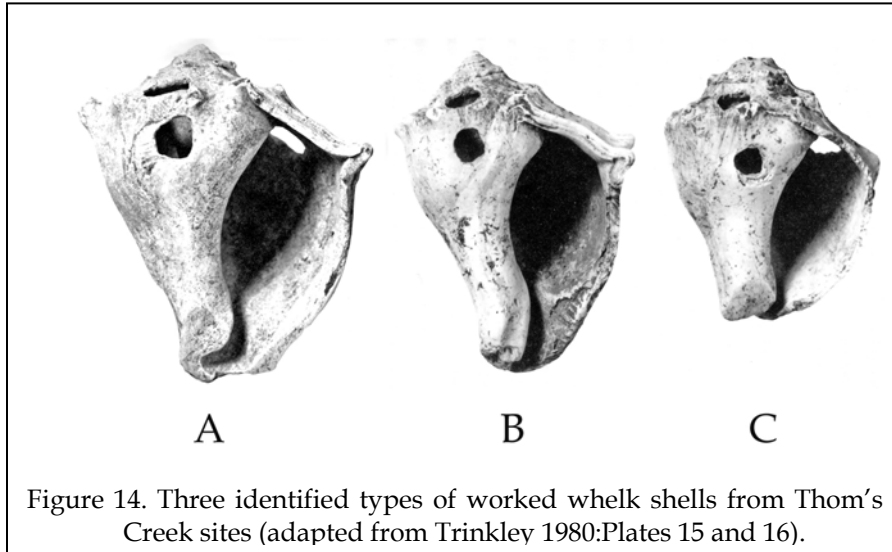 A
B
C
Figure 14. Three identified types of worked whelk shells from Thom's
Creek sites (adapted from Trinkley 1980:Plates 15 and 16).